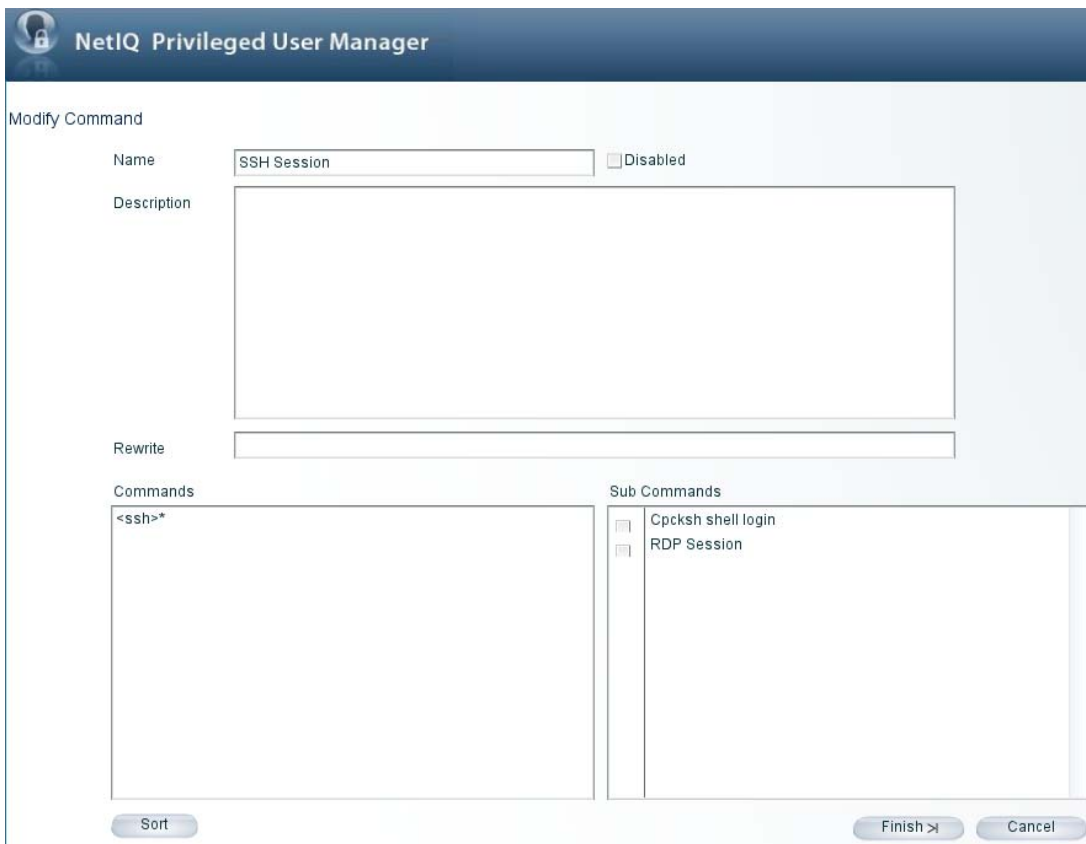 NetIQ Privileged User Manager
Modify Command
Name
SSH Session
Disabled
Description
Rewrite
Commands
Sub Commands
<ssh>*
Cpcksh shell login
RDP Session
Sort
Finish
Cancel